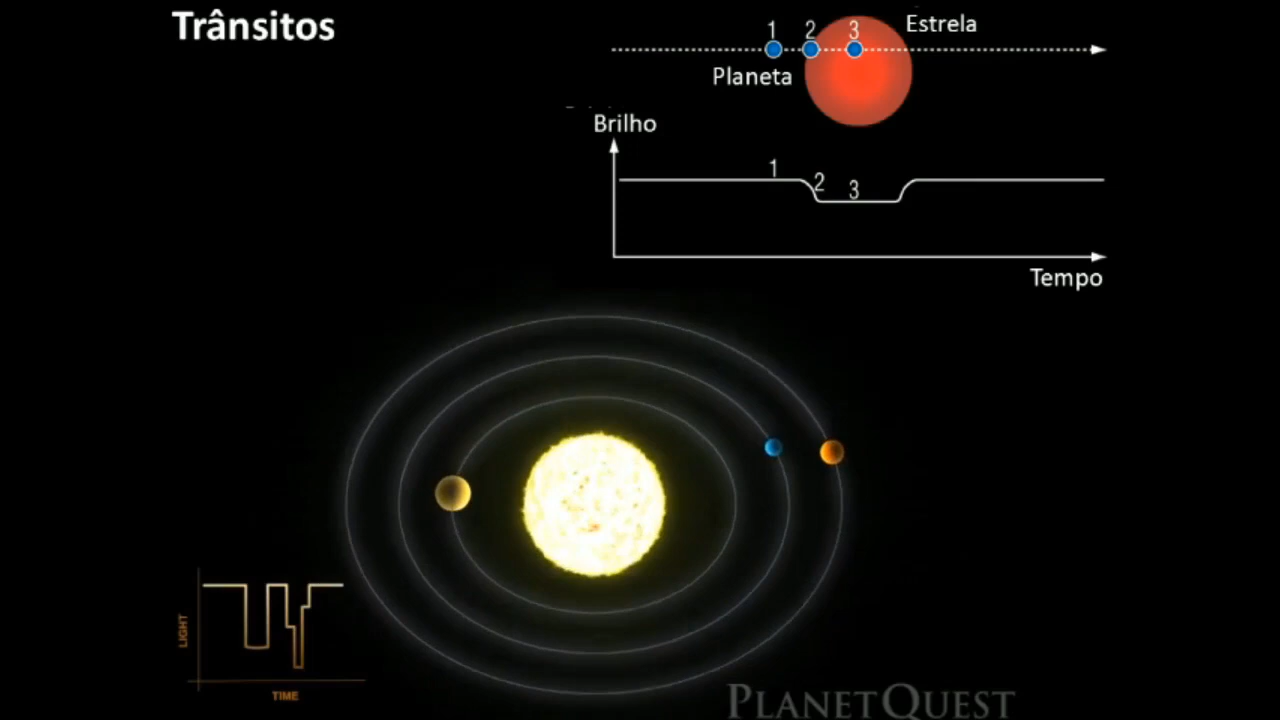 Trânsitos
Estrela
1 2 3
Planeta
Brilho
1
2
3
Tempo
LIGHT
TIME
PLANETQUEST